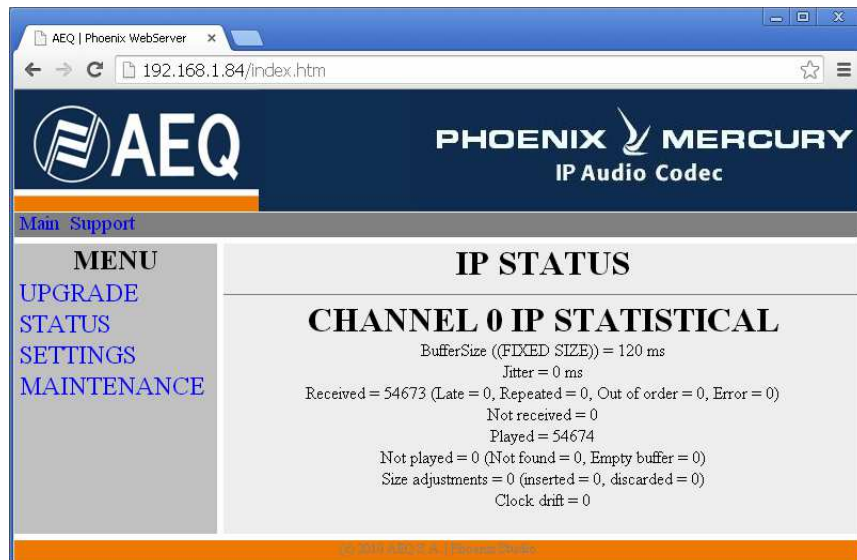 AEQ | Phoenix WebServer
192.168.1.84/index.htm
AEQ
PHOENIX MERCURY
IP Audio Codec
Main Support
MENU
UPGRADE
STATUS
SETTINGS
MAINTENANCE
IP STATUS
CHANNEL 0 IP STATISTICAL
BufferSize ((FIXED SIZE)) = 120 ms
Jitter = 0 ms
Received = 54673 (Late = 0, Repeated = 0, Out of order = 0, Error = 0)
Not received = 0
Played = 54674
Not played = 0 (Not found = 0, Empty buffer = 0)
Size adjustments = 0 (inserted = 0, discarded = 0)
Clock drift = 0
AEQ S.A. | Phoenix Studio